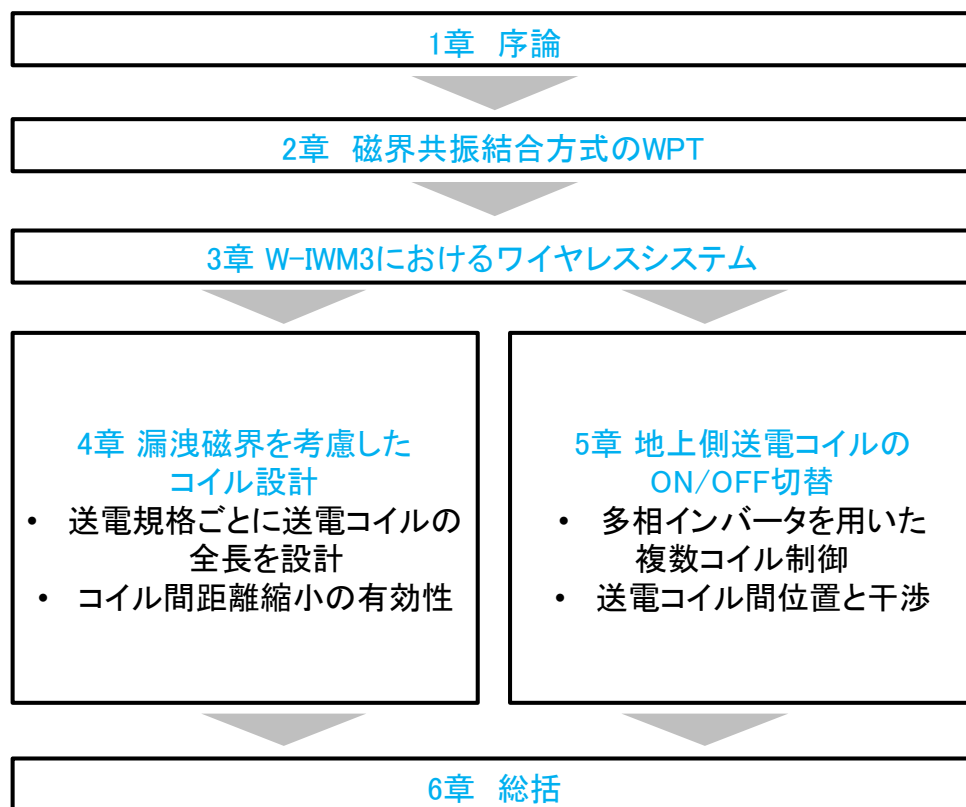 1章　序論
2章　磁界共振結合方式のWPT
3章 W-IWM3におけるワイヤレスシステム
4章 漏洩磁界を考慮した
コイル設計
• 送電規格ごとに送電コイルの
全長を設計
• コイル間距離縮小の有効性
5章 地上側送電コイルの
ON/OFF切替
• 多相インバータを用いた
複数コイル制御
• 送電コイル間位置と干渉
6章　総括